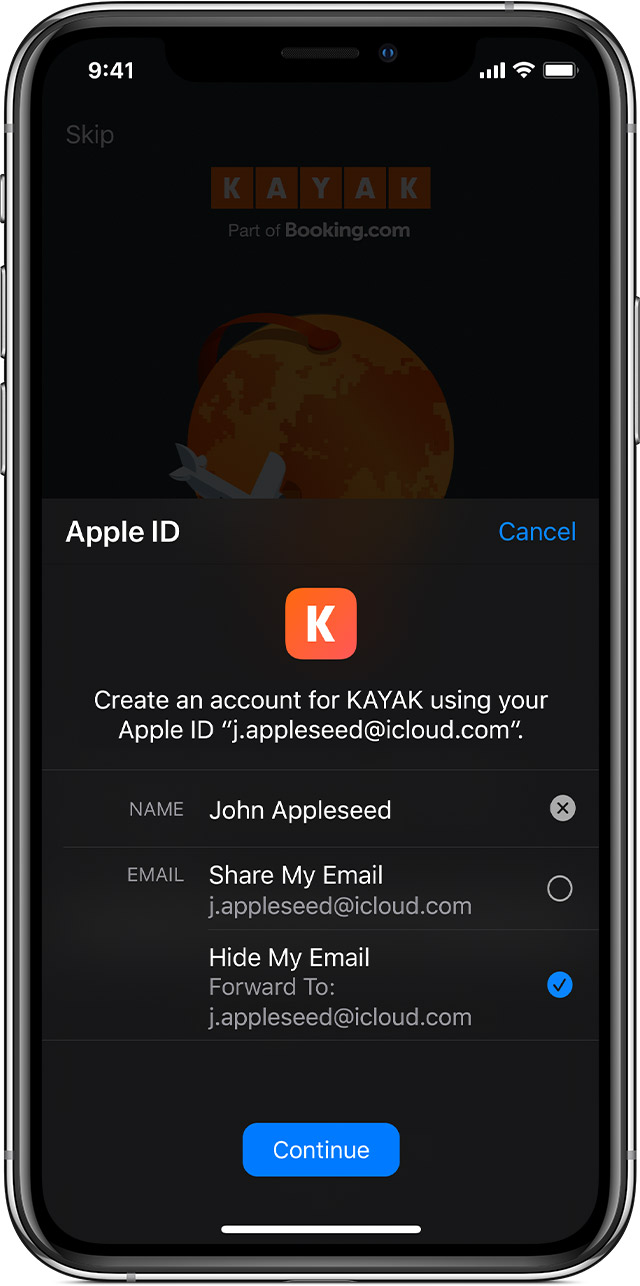 9:41
Skip
KAYAK
Part of Booking.com
Apple ID
Cancel
K
Create an account for KAYAK using your
Apple ID “j.appleseed@icloud.com”.
NAME John Appleseed
EMAIL Share My Email
j.appleseed@icloud.com
Hide My Email
Forward To:
j.appleseed@icloud.com
Continue